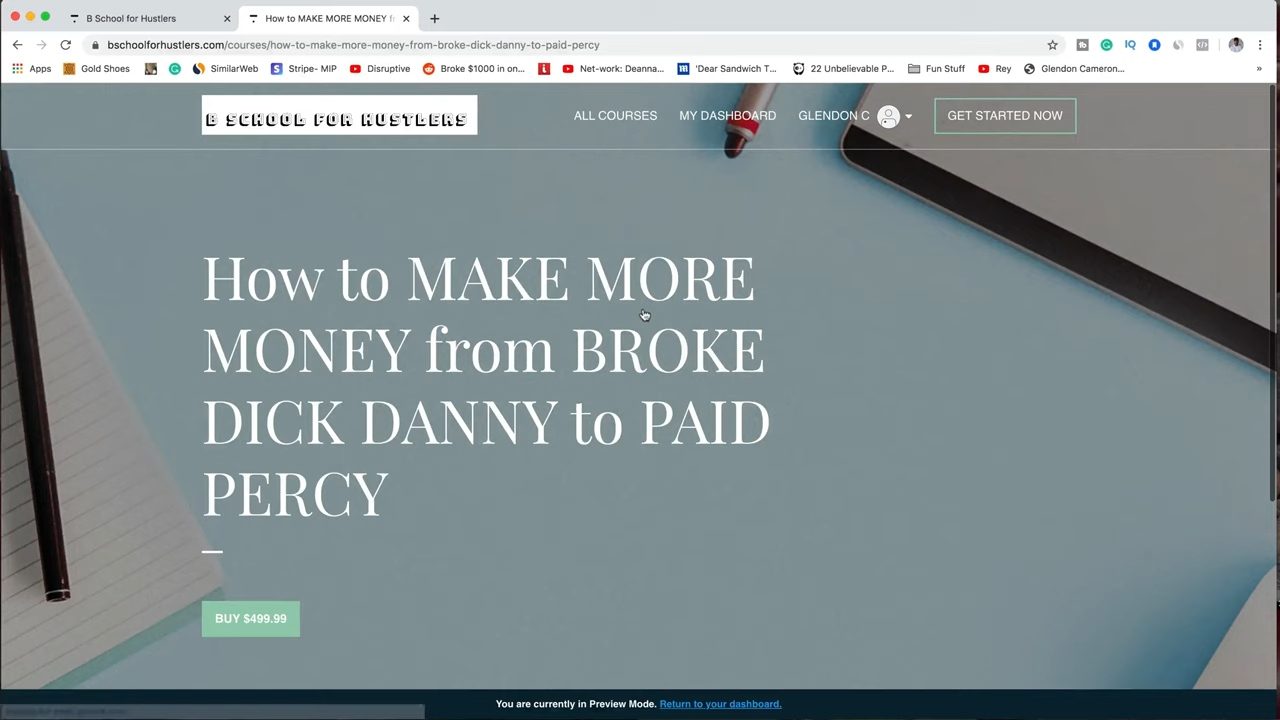 B School for Hustlers
How to MAKE MORE MONEY f
bschoolforhustlers.com/courses/how-to-make-more-money-from-broke-dick-danny-to-paid-percy
Apps Gold Shoes SimilarWeb Stripe- MIP Disruptive Broke $1000 in on... Net-work: Deanna... 'Dear Sandwich T... 22 Unbelievable P... Fun Stuff Rey Glendon Cameron... »
B SCHOOL FOR HUSTLERS
ALL COURSES MY DASHBOARD GLENDON C GET STARTED NOW
How to MAKE MORE
MONEY from BROKE
DICK DANNY to PAID
PERCY
BUY $499.99
You are currently in Preview Mode. Return to your dashboard.